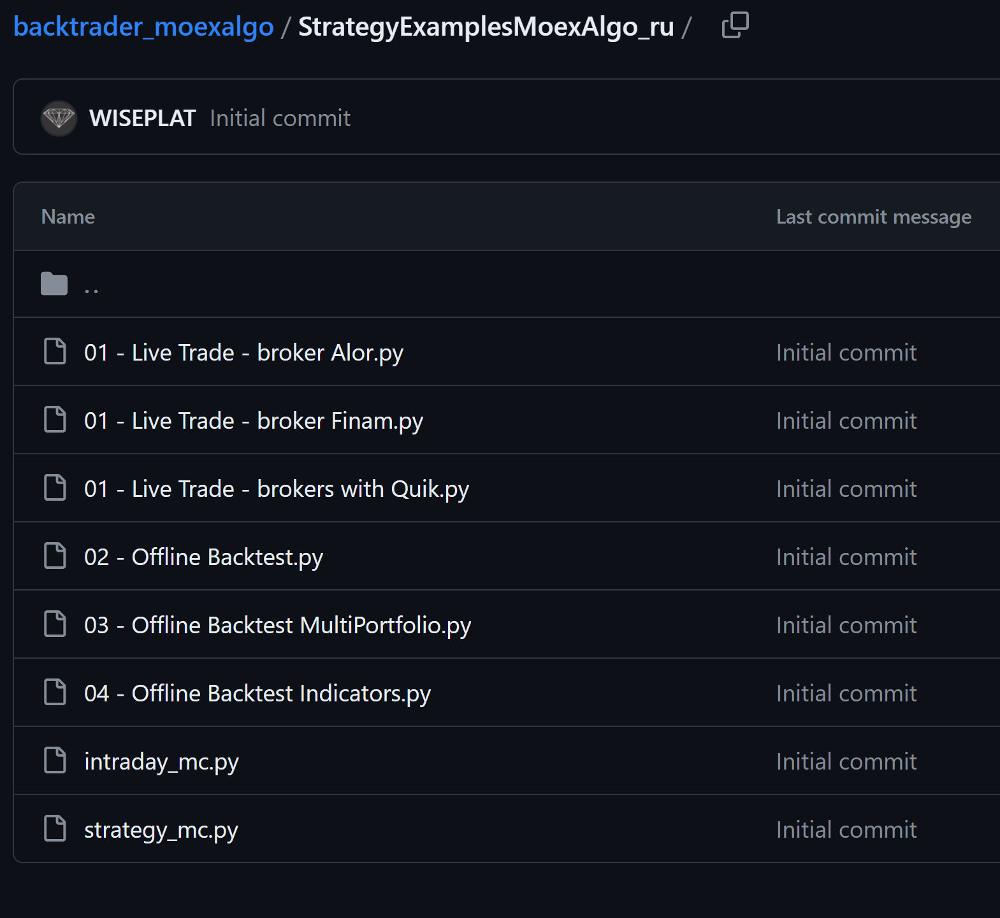 backtrader_moexalgo / StrategyExamplesMoexAlgo_ru /
WISEPLAT Initial commit
Name Last commit message
..
01 - Live Trade - broker Alor.py Initial commit
01 - Live Trade - broker Finam.py Initial commit
01 - Live Trade - brokers with Quik.py Initial commit
02 - Offline Backtest.py Initial commit
03 - Offline Backtest MultiPortfolio.py Initial commit
04 - Offline Backtest Indicators.py Initial commit
intraday_mc.py Initial commit
strategy_mc.py Initial commit